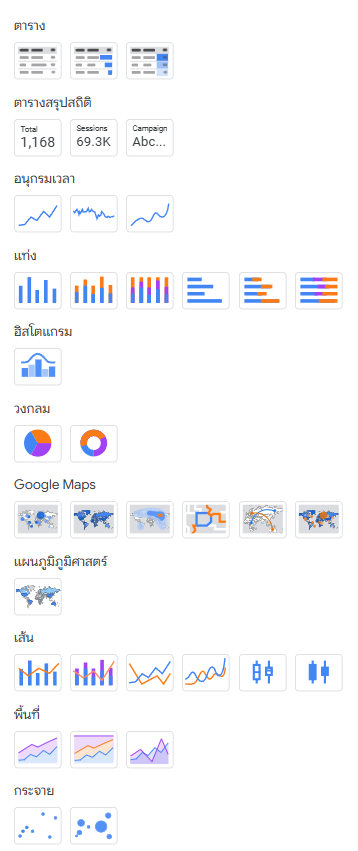 ตาราง
ตารางสรุปสถิติ
Total
1,168
Sessions
69.3K
Campaign
Abc...
อนุกรมเวลา
แท่ง
ฮิสโตแกรม
วงกลม
Google Maps
แผนภูมิภูมิศาสตร์
เส้น
พื้นที่
กระจาย